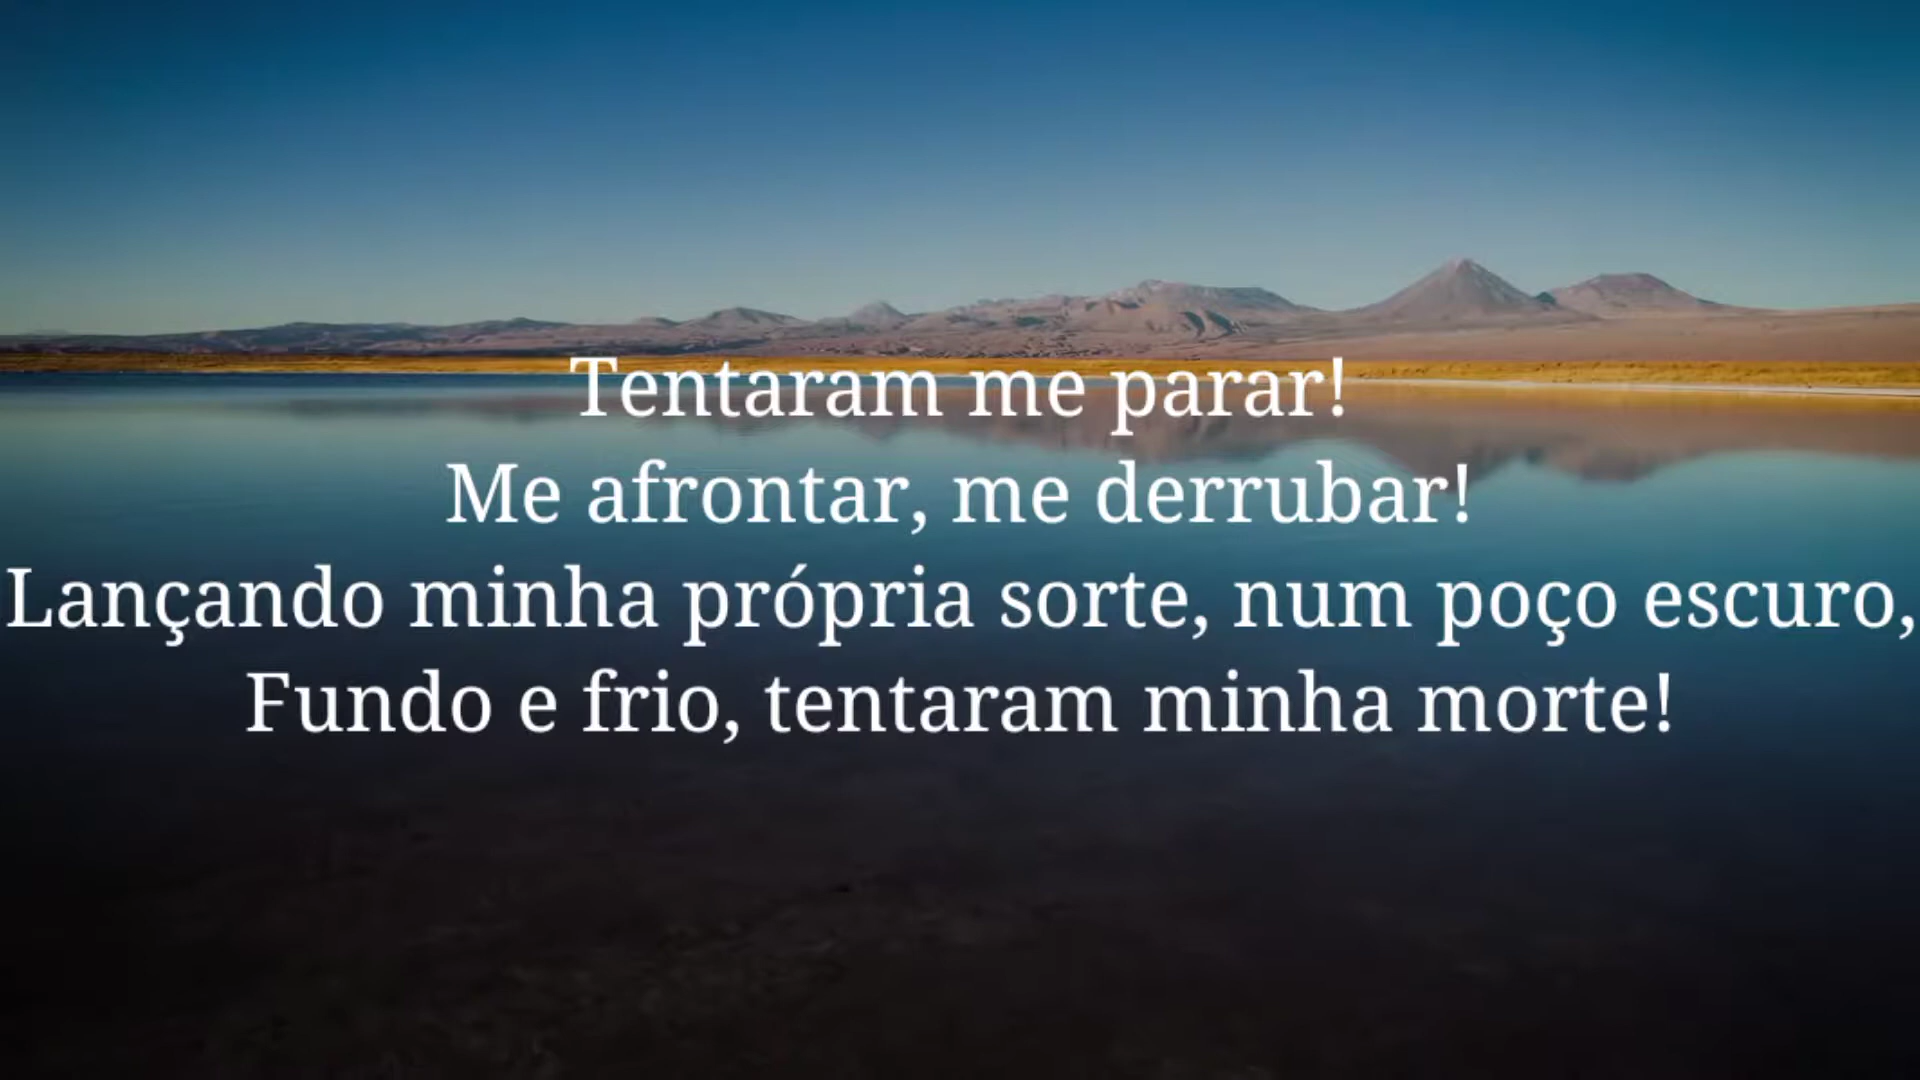 Tentaram me parar!
Me afrontar, me derrubar!
Lançando minha própria sorte, num poço escuro,
Fundo e frio, tentaram minha morte!